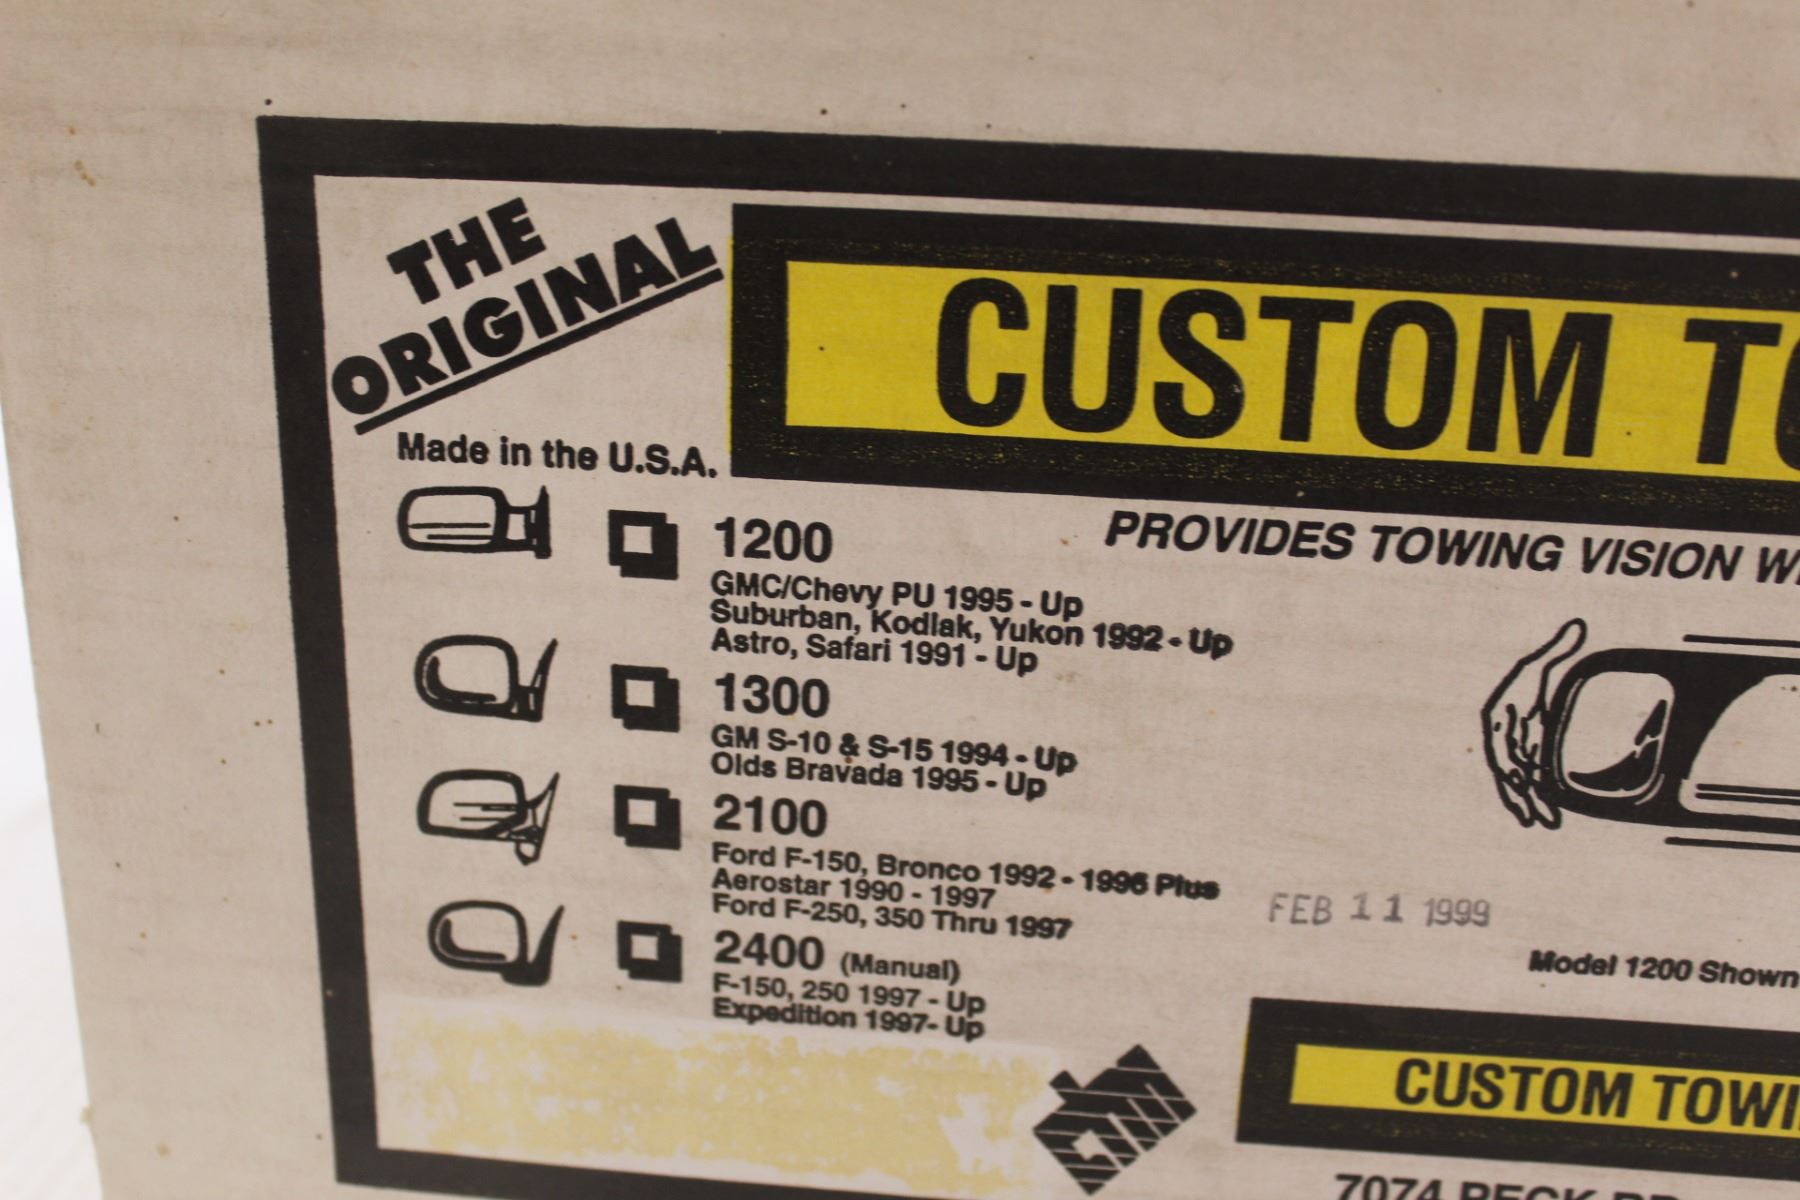 THE
ORIGINAL
Made in the U.S.A.
CUSTOM
PROVIDES TOWING VISION
1200
GMC/Chevy PU 1995 - Up
Suburban, Kodiak, Yukon 1992 - Up
Astro, Safari 1991 - Up
1300
GM S-10 & S-15 1994 - Up
Olds Bravada 1995 - Up
2100
Ford F-150, Bronco 1992 - 1996 Plus
Aerostar 1990 - 1997
Ford F-250, 350 Thru 1997
2400 (Manual)
F-150, 250 1997 - Up
Expedition 1997- Up
FEB 11 1999
Model 1200 Shown
CUSTOM TOWI
7074 PECK